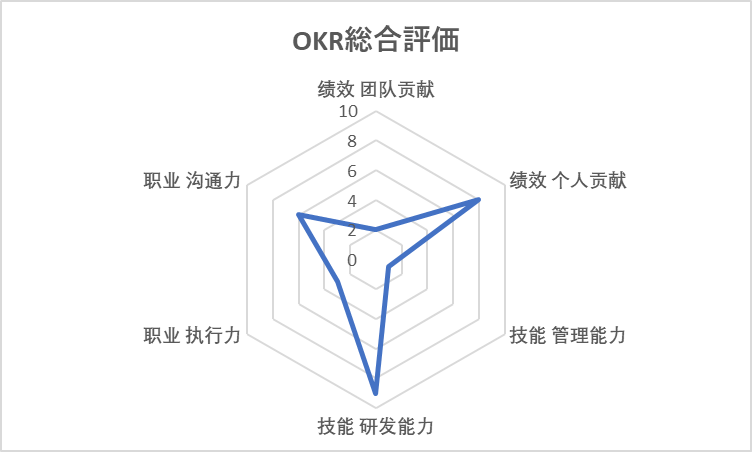 OKR総合評価
绩效 团队贡献
10
8
6
4
2
0
绩效 个人贡献
技能 管理能力
技能 研发能力
职业 执行力
职业 沟通力